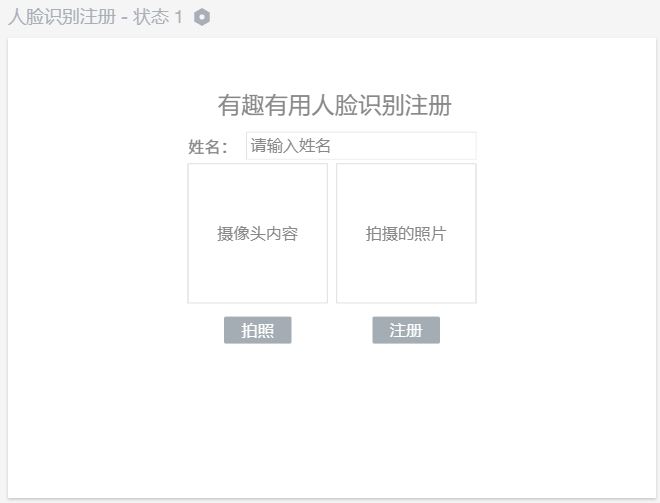 人脸识别注册 - 状态 1
有趣有用人脸识别注册
姓名： 请输入姓名
摄像头内容 拍摄的照片
拍照 注册